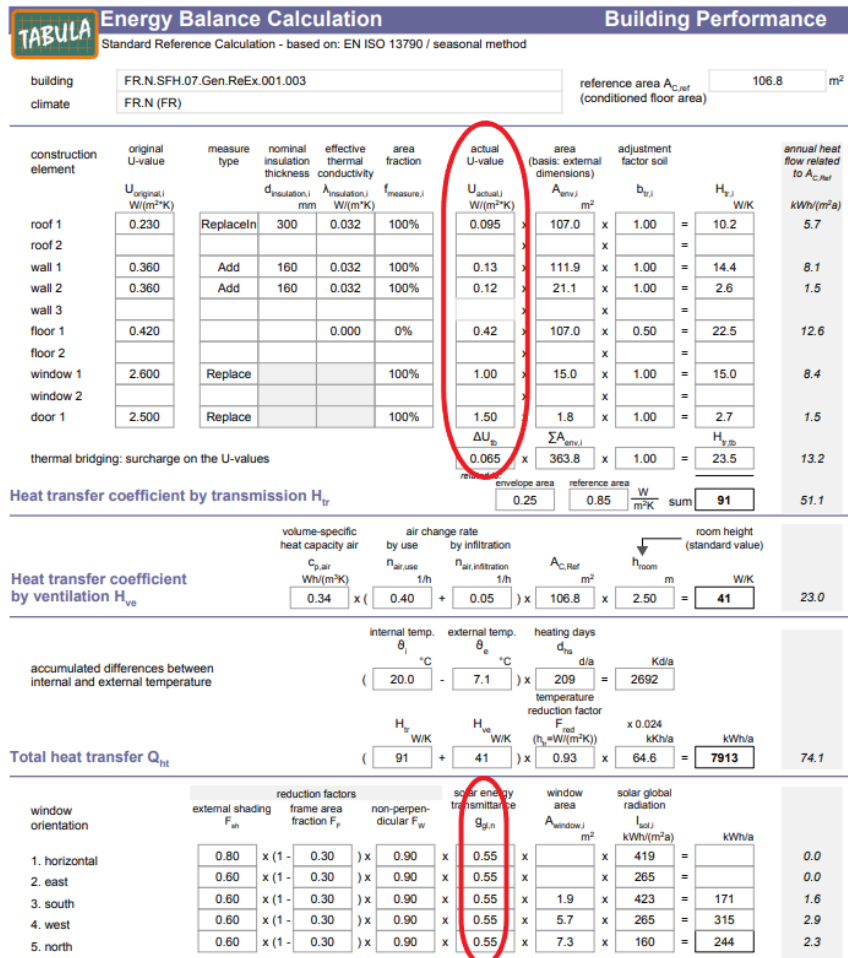 TABULA
Energy Balance Calculation Building Performance
Standard Reference Calculation - based on: EN ISO 13790 / seasonal method
building FR.N.SFH.07.Gen.ReEx.001.003 reference area A_C,ref 106.8 m²
climate FR.N (FR) (conditioned floor area)
construction element original U-value measure type nominal insulation thickness effective thermal conductivity area fraction actual U-value area (basis: external dimensions) adjustment factor soil annual heat flow related to A_C,Ref
U_original,i d_insulation,i λ_insulation,i f_measure,i U_actual,i A_env,i b_tr,i H_tr,i
W/(m²*K) mm W/(m*K) W/(m²*K) m² W/K kWh/(m²a)
roof 1 0.230 ReplaceIn 300 0.032 100% 0.095 x 107.0 x 1.00 = 10.2 5.7
roof 2 x x =
wall 1 0.360 Add 160 0.032 100% 0.13 x 111.9 x 1.00 = 14.4 8.1
wall 2 0.360 Add 160 0.032 100% 0.12 x 21.1 x 1.00 = 2.6 1.5
wall 3 x x =
floor 1 0.420 0.000 0% 0.42 x 107.0 x 0.50 = 22.5 12.6
floor 2 x x =
window 1 2.600 Replace 100% 1.00 x 15.0 x 1.00 = 15.0 8.4
window 2 x x =
door 1 2.500 Replace 100% 1.50 x 1.8 x 1.00 = 2.7 1.5
ΔU_tb ΣA_env,i H_tr,tb
thermal bridging: surcharge on the U-values 0.065 x 363.8 x 1.00 = 23.5 13.2
envelope area reference area
Heat transfer coefficient by transmission H_tr 0.25 0.85 W/m²K sum 91 51.1
volume-specific heat capacity air air change rate by use by infiltration room height (standard value)
c_p,air n_air,use n_air,infiltration A_C,Ref h_room
Wh/(m³K) 1/h 1/h m² m W/K
Heat transfer coefficient by ventilation H_ve 0.34 x ( 0.40 + 0.05 ) x 106.8 x 2.50 = 41 23.0
internal temp. external temp. heating days
ϑ_i ϑ_e d_hs
°C °C d/a Kd/a
accumulated differences between internal and external temperature ( 20.0 - 7.1 ) x 209 = 2692
temperature reduction factor
H_tr H_ve F_red x 0.024
W/K W/K (h_tr=W/(m²K)) kKh/a kWh/a
Total heat transfer Q_ht ( 91 + 41 ) x 0.93 x 64.6 = 7913 74.1
reduction factors
window orientation external shading F_sh frame area fraction F_F non-perpendicular F_W solar energy transmittance g_gl,n window area A_window,i solar global radiation I_sol,i
m² kWh/(m²a) kWh/a
1. horizontal 0.80 x (1 - 0.30 ) x 0.90 x 0.55 x x 419 = 0.0
2. east 0.60 x (1 - 0.30 ) x 0.90 x 0.55 x x 265 = 0.0
3. south 0.60 x (1 - 0.30 ) x 0.90 x 0.55 x 1.9 x 423 = 171 1.6
4. west 0.60 x (1 - 0.30 ) x 0.90 x 0.55 x 5.7 x 265 = 315 2.9
5. north 0.60 x (1 - 0.30 ) x 0.90 x 0.55 x 7.3 x 160 = 244 2.3